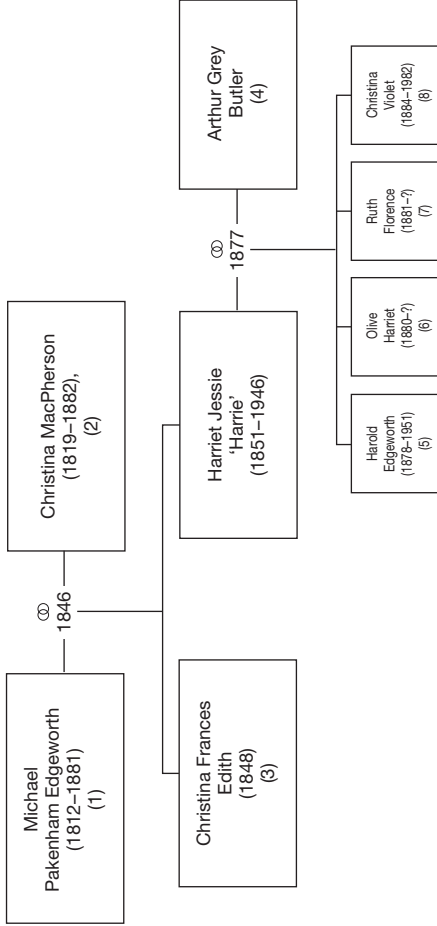 Michael
Pakenham Edgeworth
(1812–1881)
(1)
1846
Christina MacPherson
(1819–1882),
(2)
Christina Frances
Edith
(1848)
(3)
Harriet Jessie
‘Harrie’
(1851–1946)
1877
Arthur Grey
Butler
(4)
Harold
Edgeworth
(1878–1951)
(5)
Olive
Harriet
(1880–?)
(6)
Ruth
Florence
(1881–?)
(7)
Christina
Violet
(1884–1982)
(8)